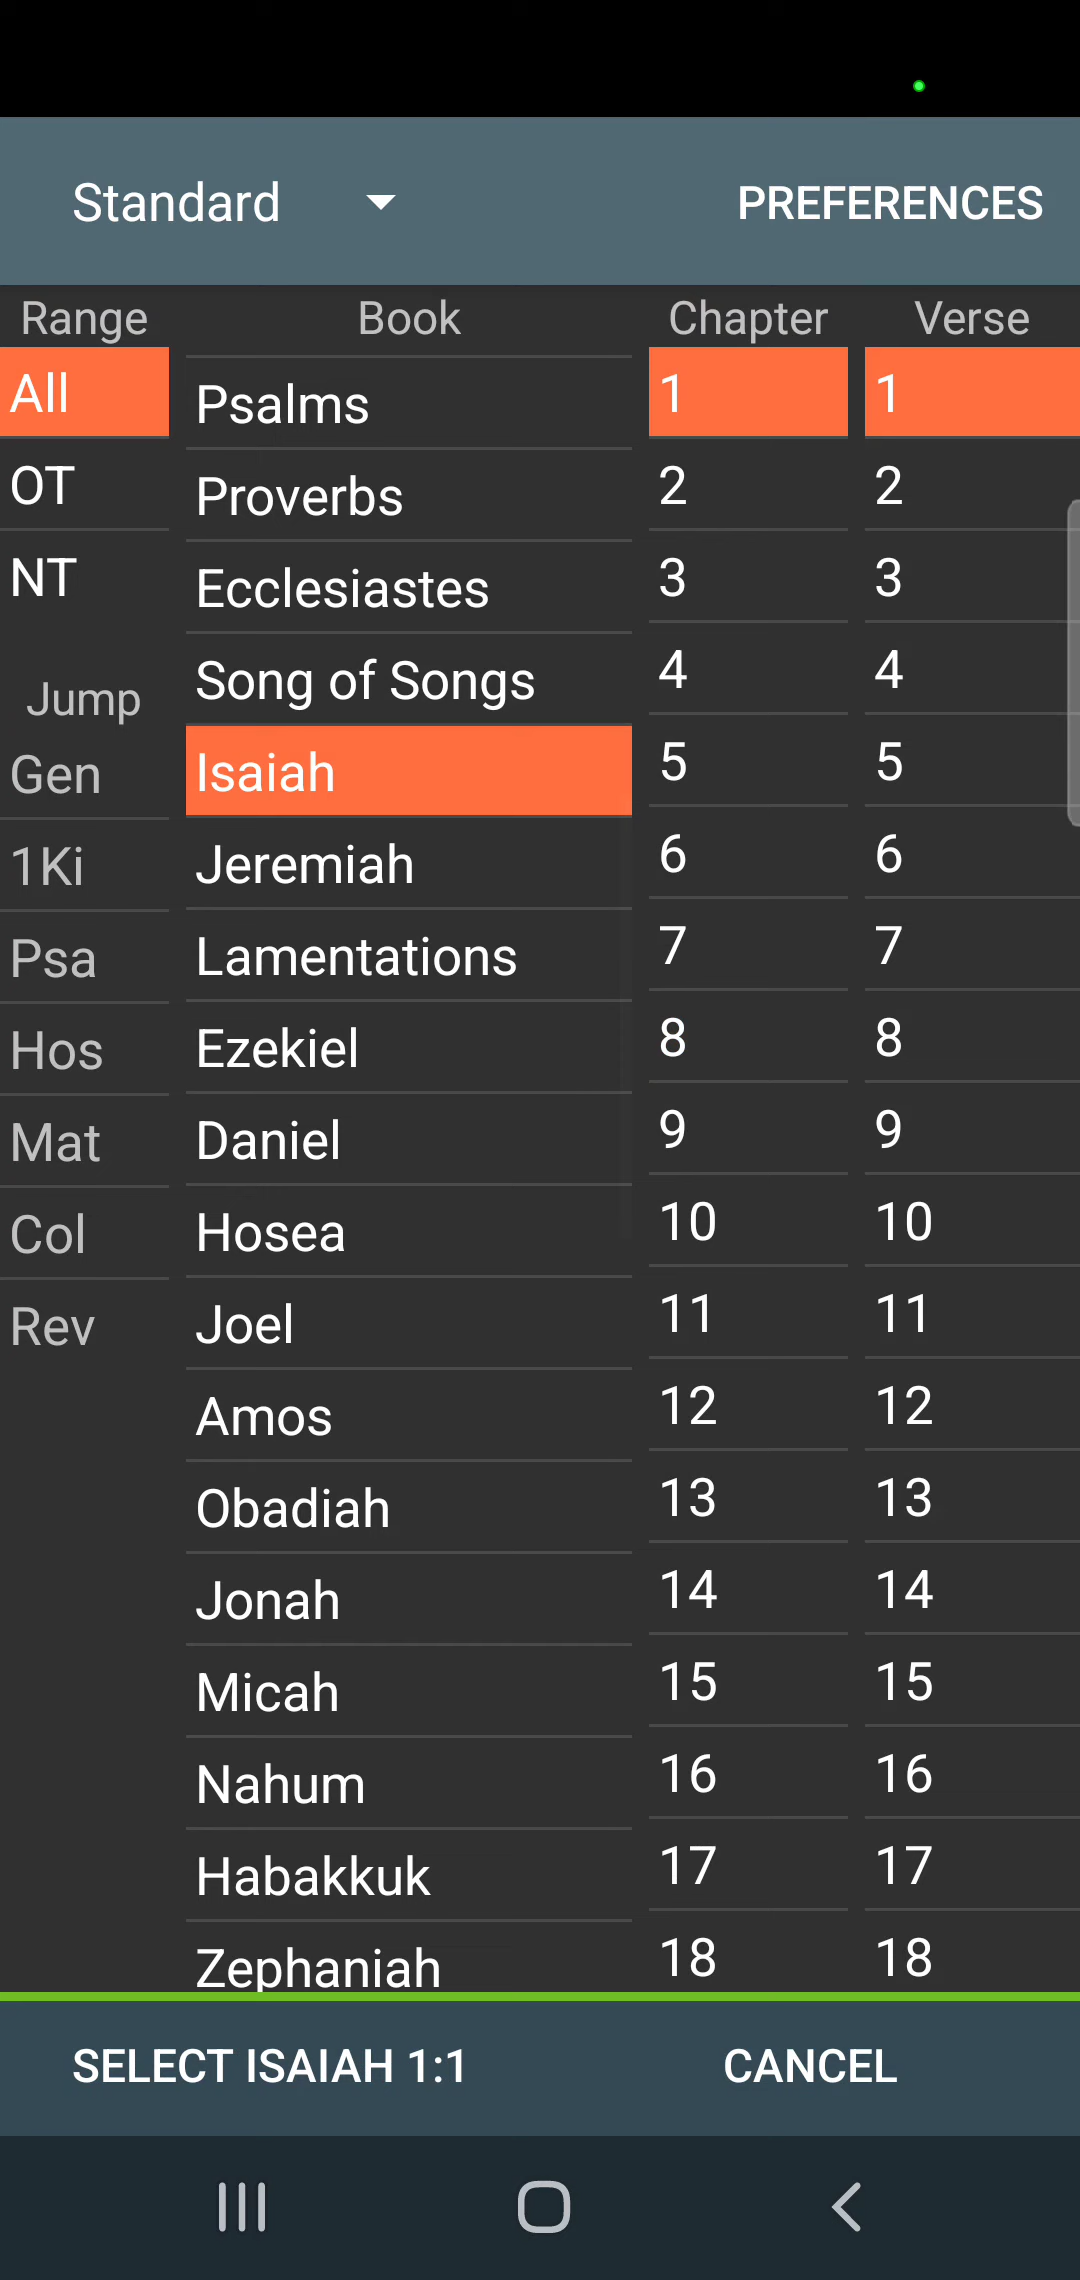 Standard PREFERENCES
Range Book Chapter Verse
All Psalms 1 1
OT Proverbs 2 2
NT Ecclesiastes 3 3
Jump Song of Songs 4 4
Gen Isaiah 5 5
1Ki Jeremiah 6 6
Psa Lamentations 7 7
Hos Ezekiel 8 8
Mat Daniel 9 9
Col Hosea 10 10
Rev Joel 11 11
Amos 12 12
Obadiah 13 13
Jonah 14 14
Micah 15 15
Nahum 16 16
Habakkuk 17 17
Zephaniah 18 18
SELECT ISAIAH 1:1 CANCEL